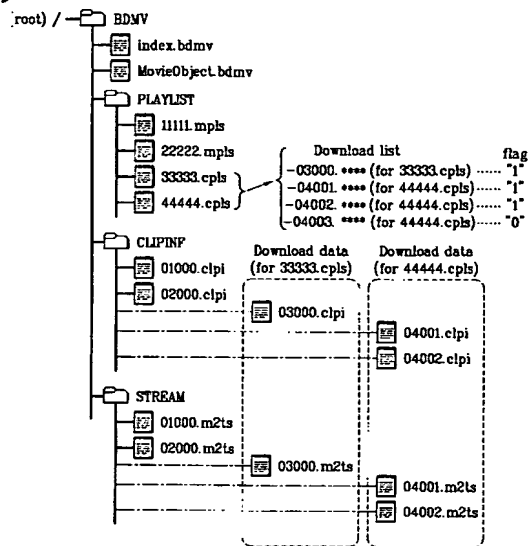 (root) / BDMV
index.bdmv
MovieObject.bdmv
PLAYLIST
11111.mpls
22222.mpls
33333.cpls
44444.cpls
Download list flag
-03000. **** (for 33333.cpls) ...... "1"
-04001. **** (for 44444.cpls) ...... "1"
-04002. **** (for 44444.cpls) ...... "1"
-04003. **** (for 44444.cpls) ...... "0"
CLIPINF
01000.clpi
02000.clpi
Download data
(for 33333.cpls)
03000.clpi
Download data
(for 44444.cpls)
04001.clpi
04002.clpi
STREAM
01000.m2ts
02000.m2ts
03000.m2ts
04001.m2ts
04002.m2ts